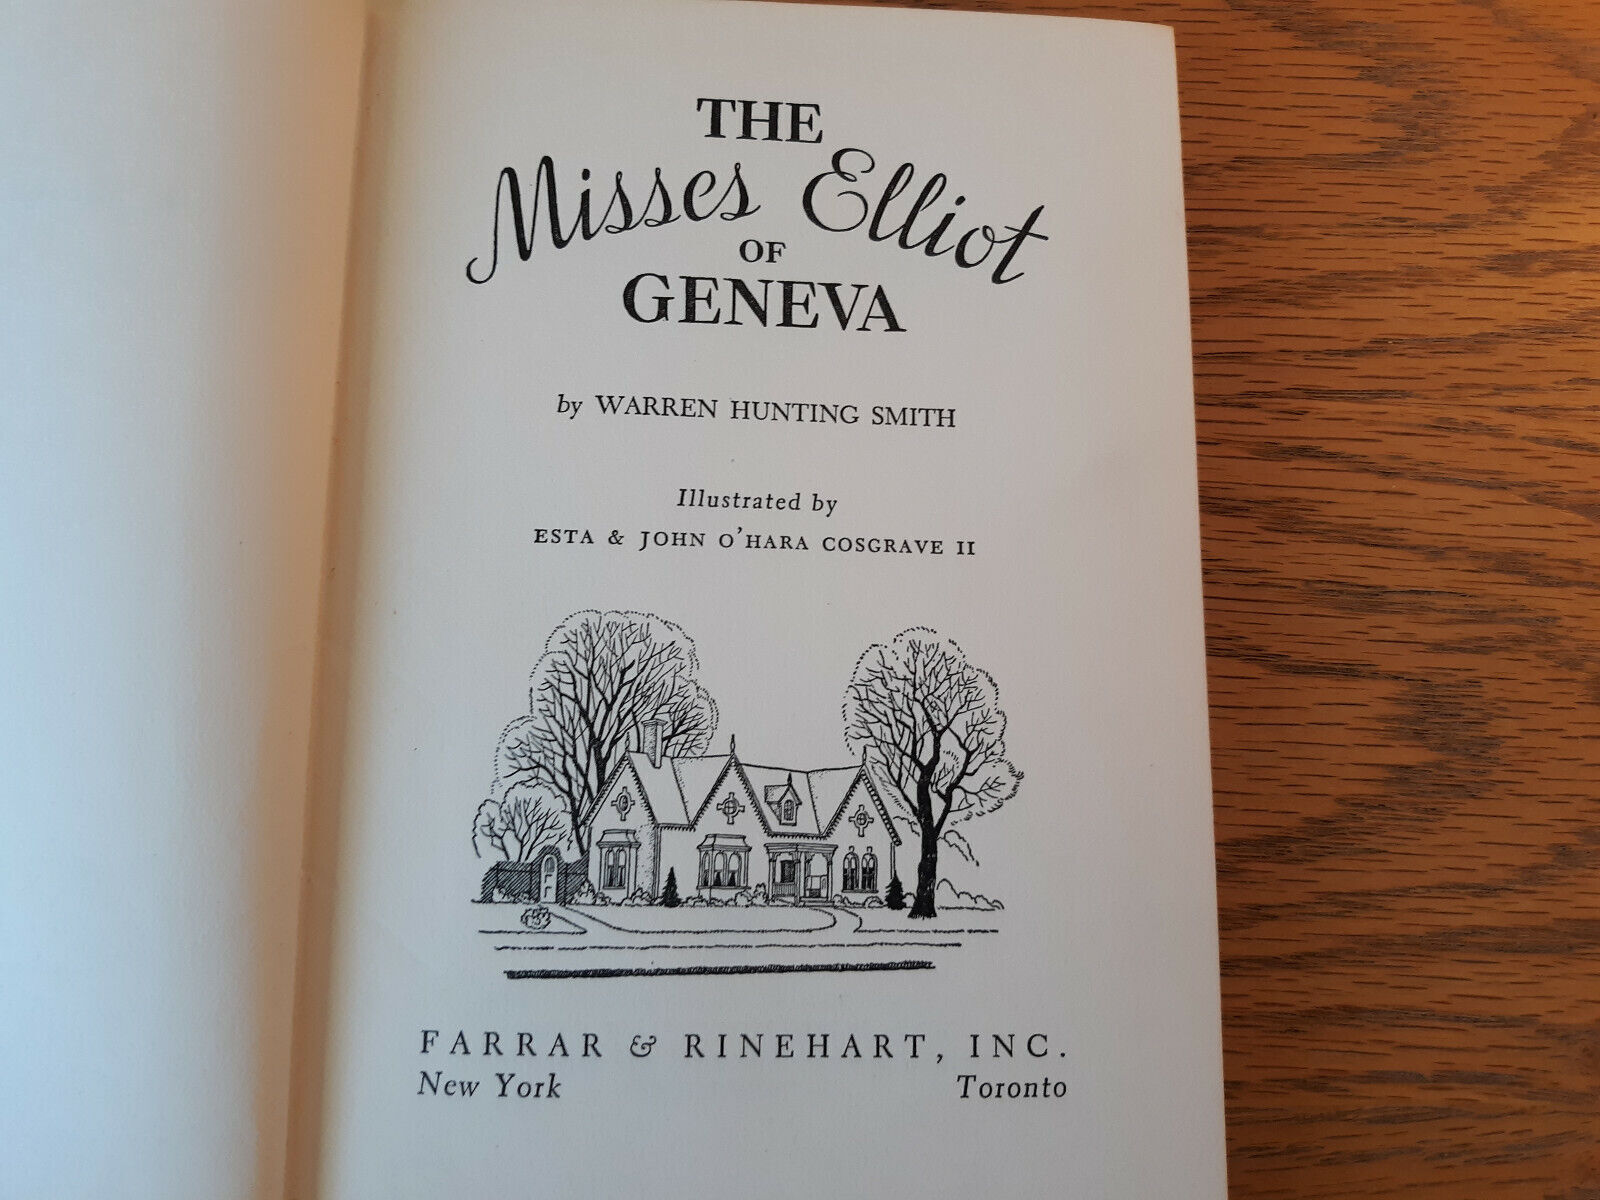 THE
Misses Elliot
OF
GENEVA
by WARREN HUNTING SMITH
Illustrated by
ESTA & JOHN O'HARA COSGRAVE II
FARRAR & RINEHART, INC.
New York Toronto